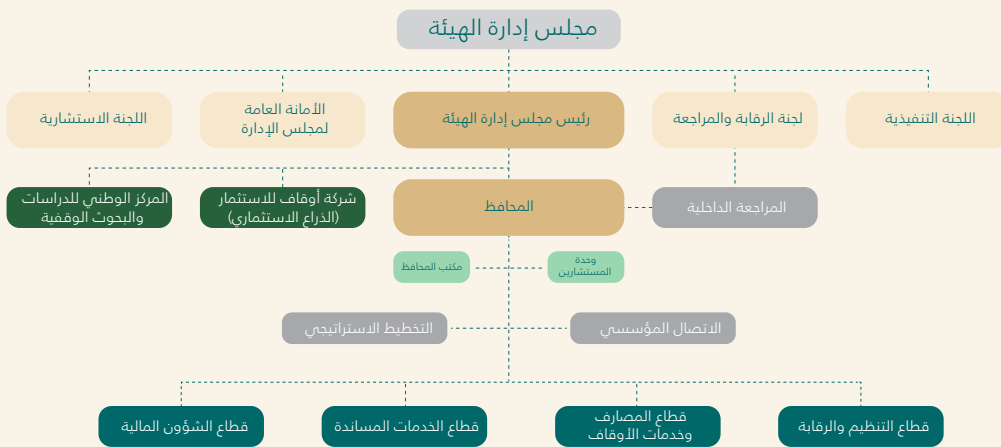 مجلس إدارة الهيئة
اللجنة التنفيذية
لجنة الرقابة والمراجعة
رئيس مجلس إدارة الهيئة
الأمانة العامة
لمجلس الإدارة
اللجنة الاستشارية
المراجعة الداخلية
المحافظ
شركة أوقاف للاستثمار
(الذراع الاستثماري)
المركز الوطني للدراسات
والبحوث الوقفية
وحدة
المستشارين
مكتب المحافظ
الاتصال المؤسسي
التخطيط الاستراتيجي
قطاع التنظيم والرقابة
قطاع المصارف
وخدمات الأوقاف
قطاع الخدمات المساندة
قطاع الشؤون المالية